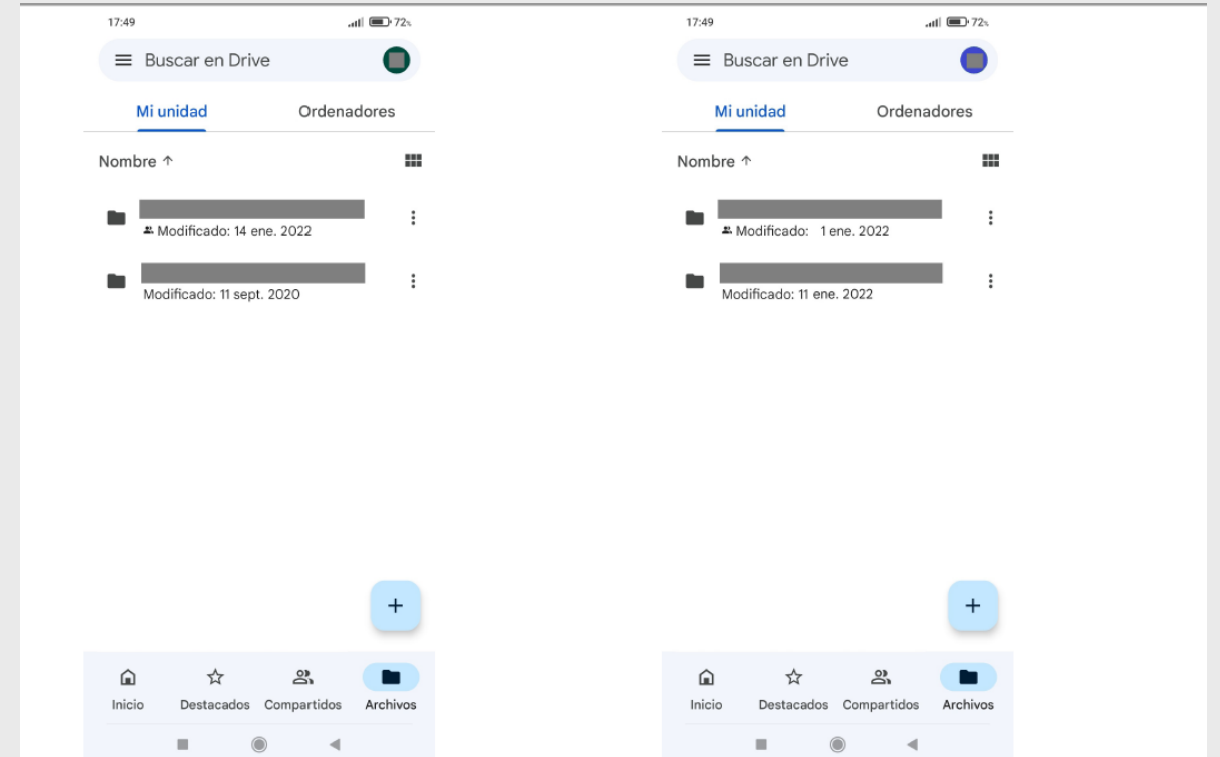 17:49 72%
Buscar en Drive
Mi unidad Ordenadores
Nombre ↑
Modificado: 14 ene. 2022
Modificado: 11 sept. 2020
+
Inicio Destacados Compartidos Archivos
17:49 72%
Buscar en Drive
Mi unidad Ordenadores
Nombre ↑
Modificado: 1 ene. 2022
Modificado: 11 ene. 2022
+
Inicio Destacados Compartidos Archivos